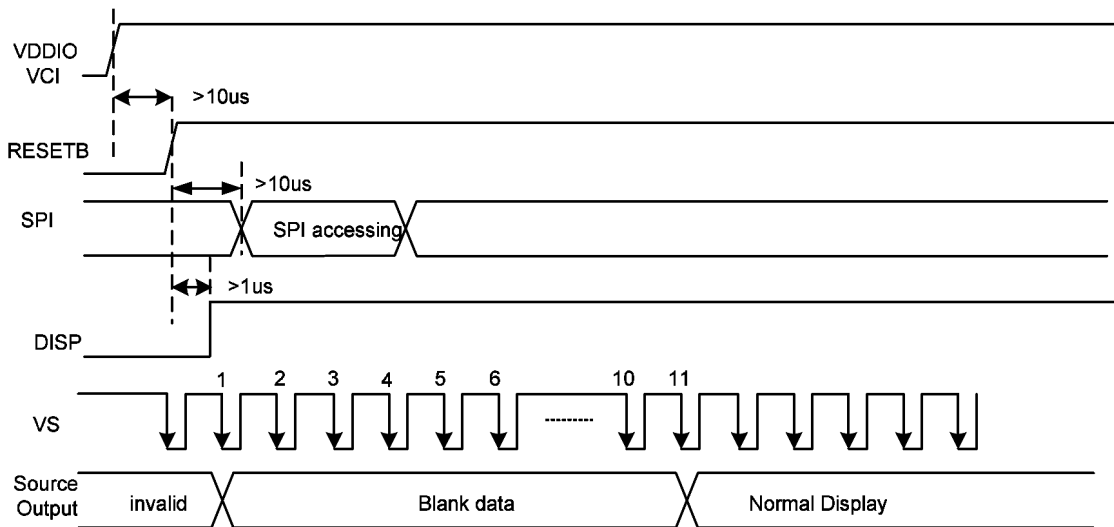 VDDIO
VCI
>10us
RESETB
>10us
SPI
SPI accessing
>1us
DISP
1 2 3 4 5 6 10 11
VS
Source
Output
invalid
Blank data
Normal Display